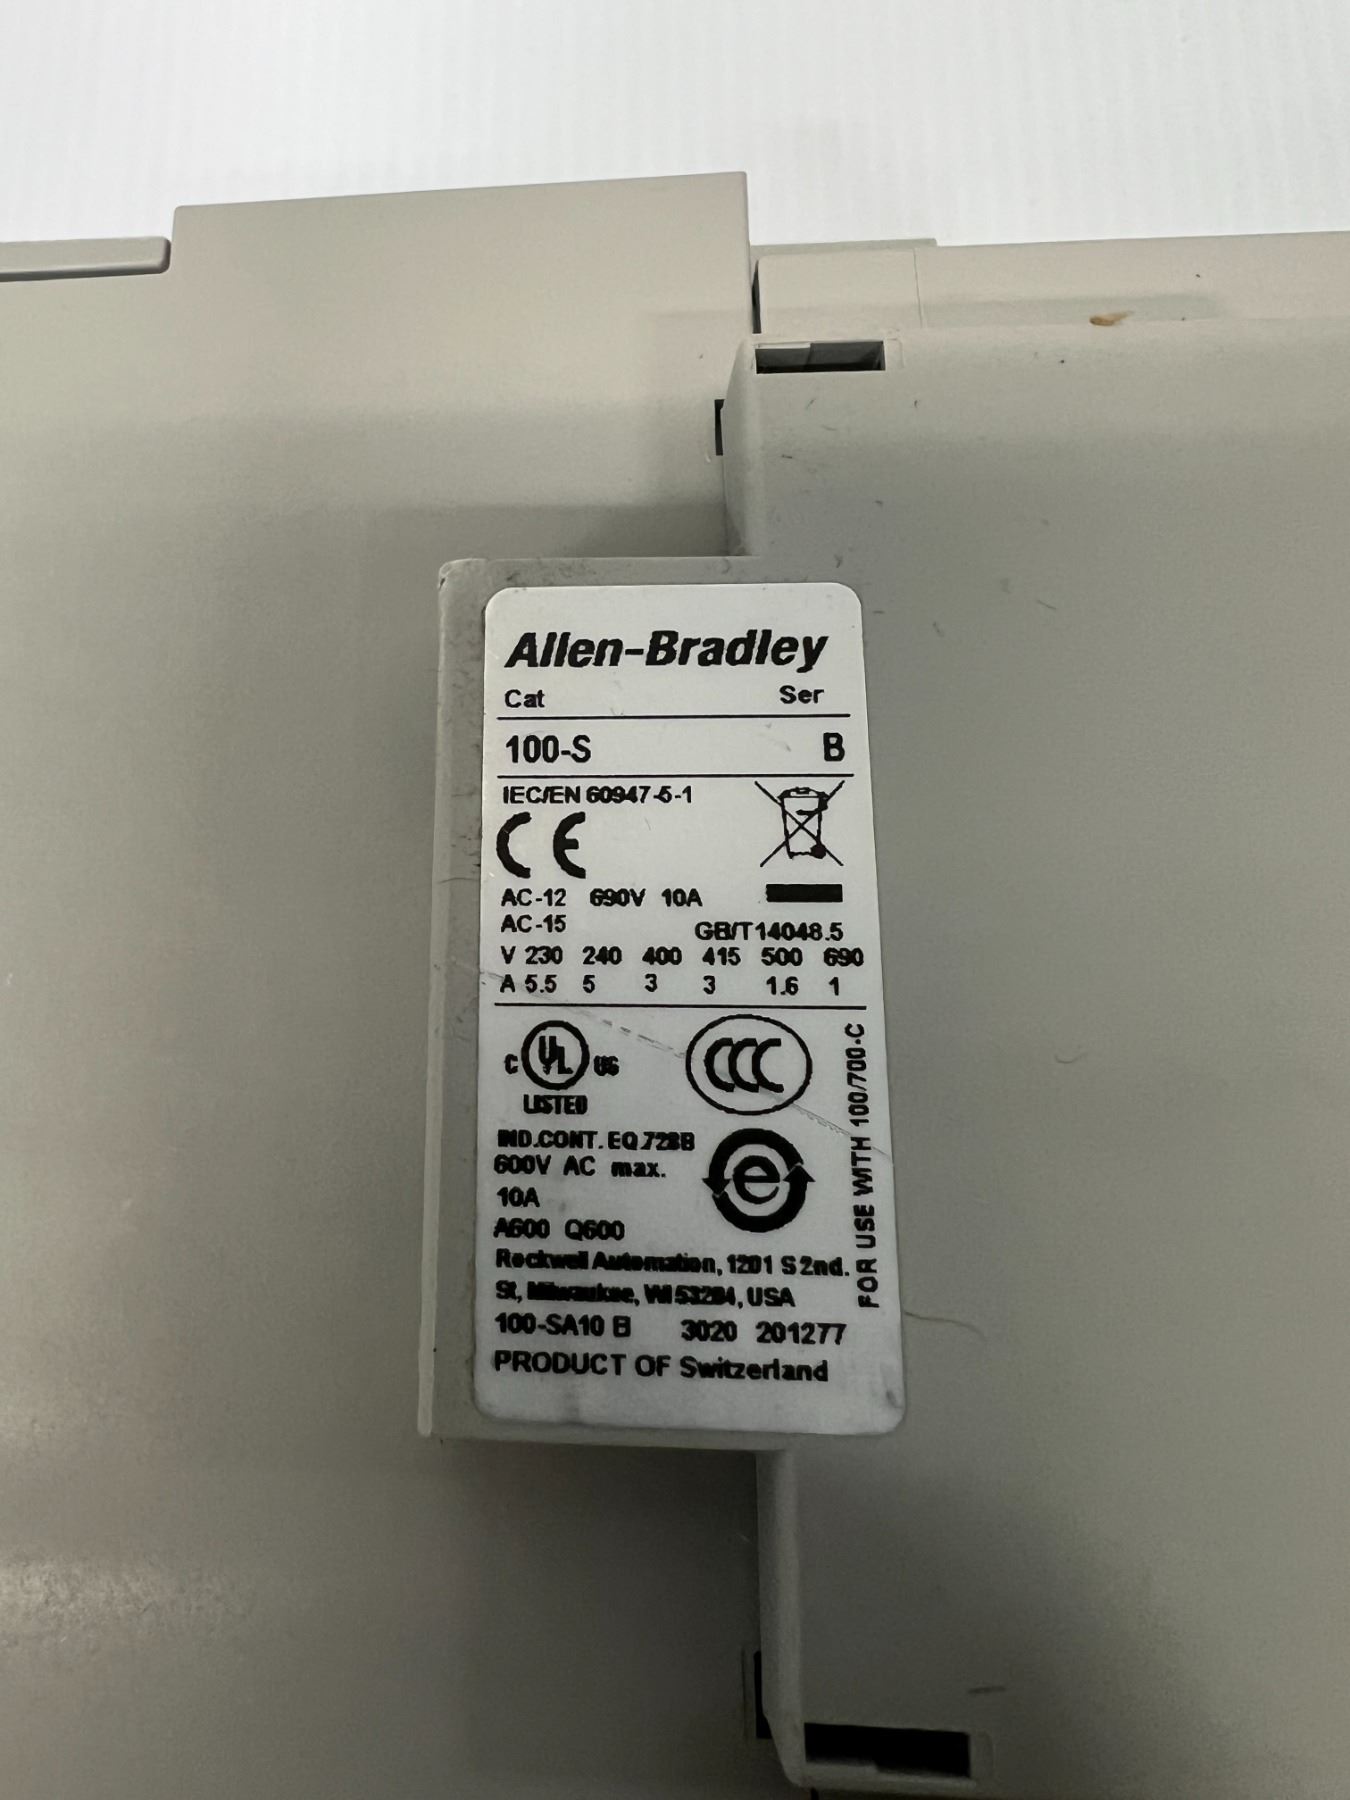 Allen-Bradley
Cat Ser
100-S B
IEC/EN 60947-5-1
CE
AC-12 690V 10A
AC-15 GB/T14048.5
V 230 240 400 415 500 690
A 5.5 5 3 3 1.6 1
C UL US CCC
LISTED
IND.CONT.EQ.728B
600V AC max.
10A
e
A600 Q600
Rockwell Automation, 1201 S 2nd.
St, Milwaukee, WI 53204, USA
100-SA10 B 3020 201277
PRODUCT OF Switzerland
FOR USE WITH 100/700-C